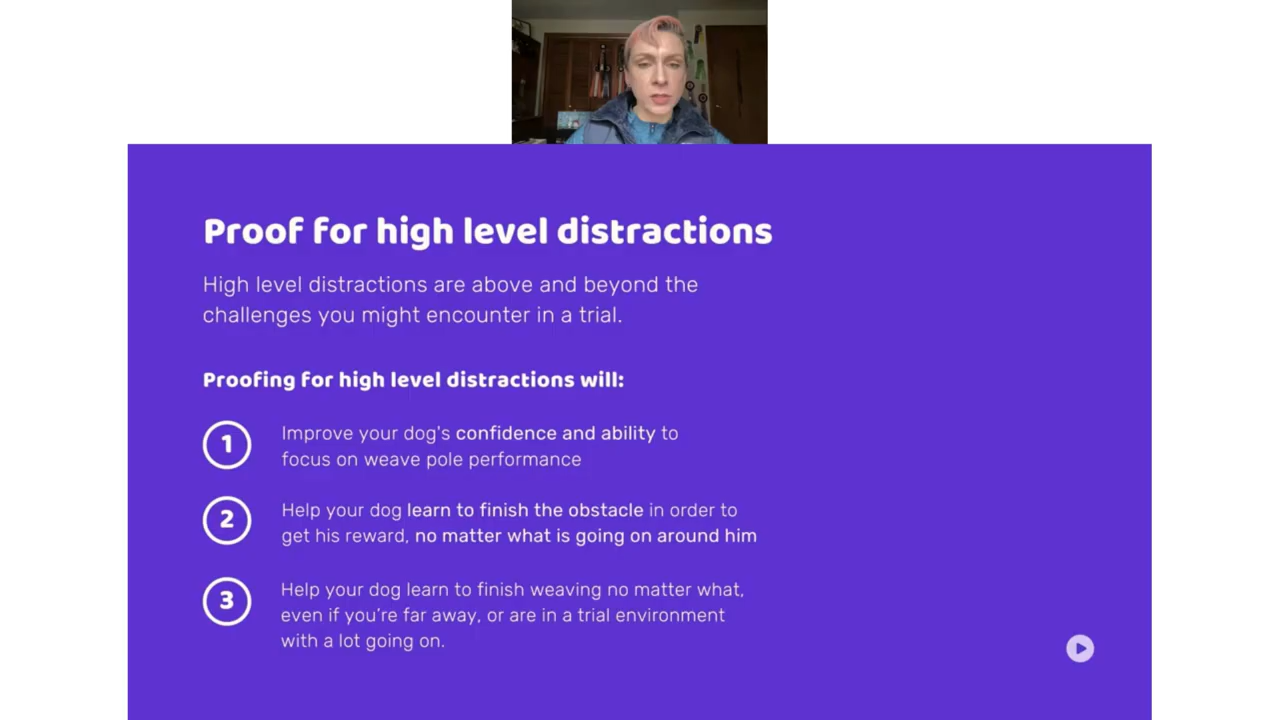 Proof for high level distractions
High level distractions are above and beyond the
challenges you might encounter in a trial.
Proofing for high level distractions will:
1
Improve your dog's confidence and ability to
focus on weave pole performance
2
Help your dog learn to finish the obstacle in order to
get his reward, no matter what is going on around him
3
Help your dog learn to finish weaving no matter what,
even if you're far away, or are in a trial environment
with a lot going on.